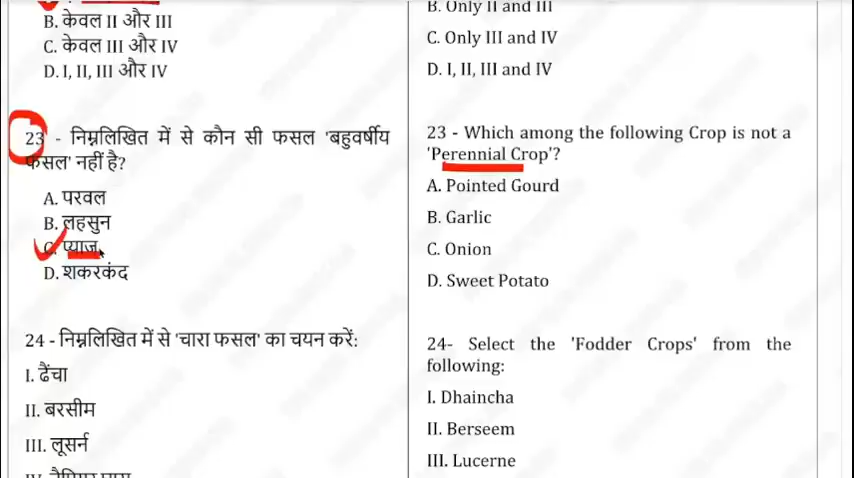 B. केवल II और III
C. केवल III और IV
D. I, II, III और IV
23 - निम्नलिखित में से कौन सी फसल 'बहुवर्षीय
फसल' नहीं है?
A. परवल
B. लहसुन
C. प्याज
D. शकरकंद
24 - निम्नलिखित में से 'चारा फसल' का चयन करें:
I. ढैंचा
II. बरसीम
III. लूसर्न
B. Only II and III
C. Only III and IV
D. I, II, III and IV
23 - Which among the following Crop is not a
'Perennial Crop'?
A. Pointed Gourd
B. Garlic
C. Onion
D. Sweet Potato
24- Select the 'Fodder Crops' from the
following:
I. Dhaincha
II. Berseem
III. Lucerne